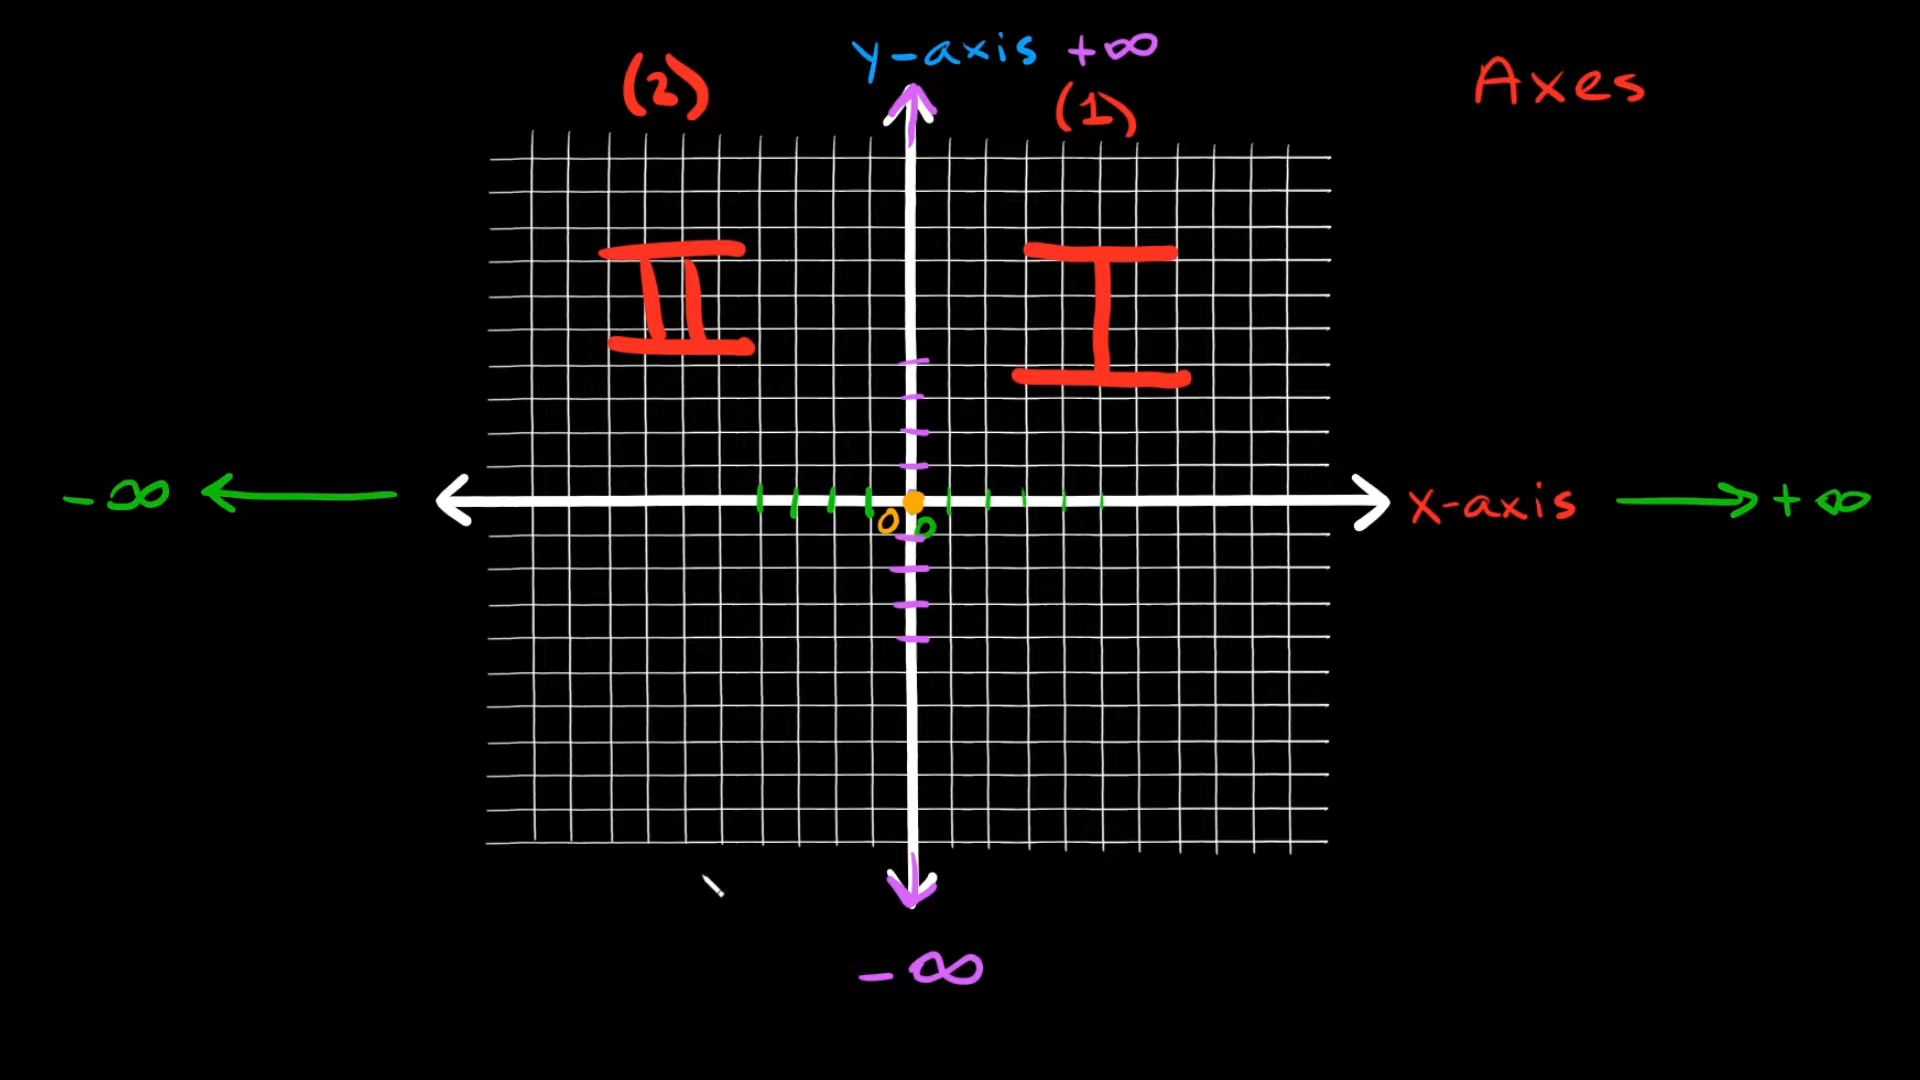 y-axis +∞
(2)
(1)
Axes
II
I
-∞
x-axis
+∞
0
0
-∞